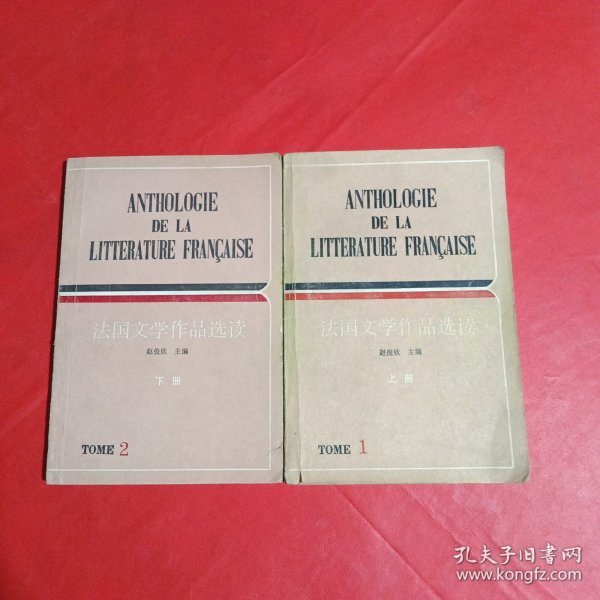 ANTHOLOGIE
DE LA
LITTERATURE FRANÇAISE
法国文学作品选读
赵俊欣 主编
下册
TOME 2
ANTHOLOGIE
DE LA
LITTERATURE FRANÇAISE
法国文学作品选读
赵俊欣 主编
上册
TOME 1
孔夫子旧书网
www.kongfz.com